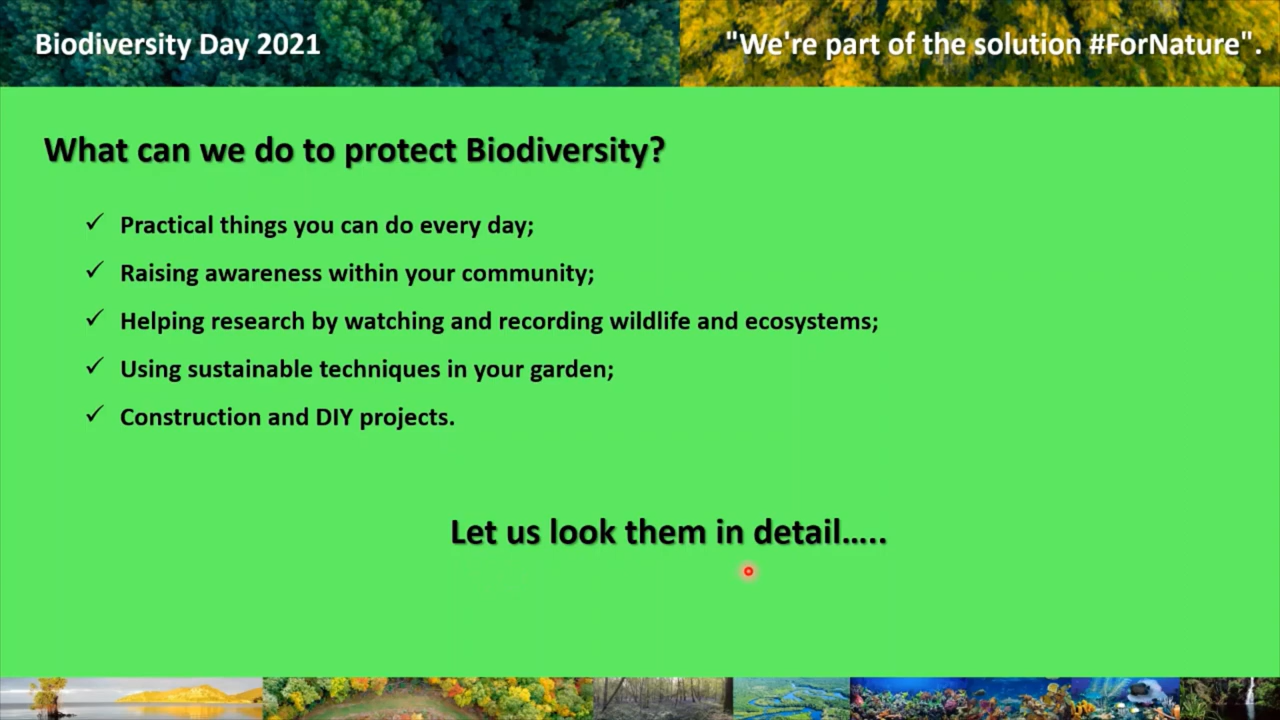 Biodiversity Day 2021
"We're part of the solution #ForNature".
What can we do to protect Biodiversity?
✓ Practical things you can do every day;
✓ Raising awareness within your community;
✓ Helping research by watching and recording wildlife and ecosystems;
✓ Using sustainable techniques in your garden;
✓ Construction and DIY projects.
Let us look them in detail.....